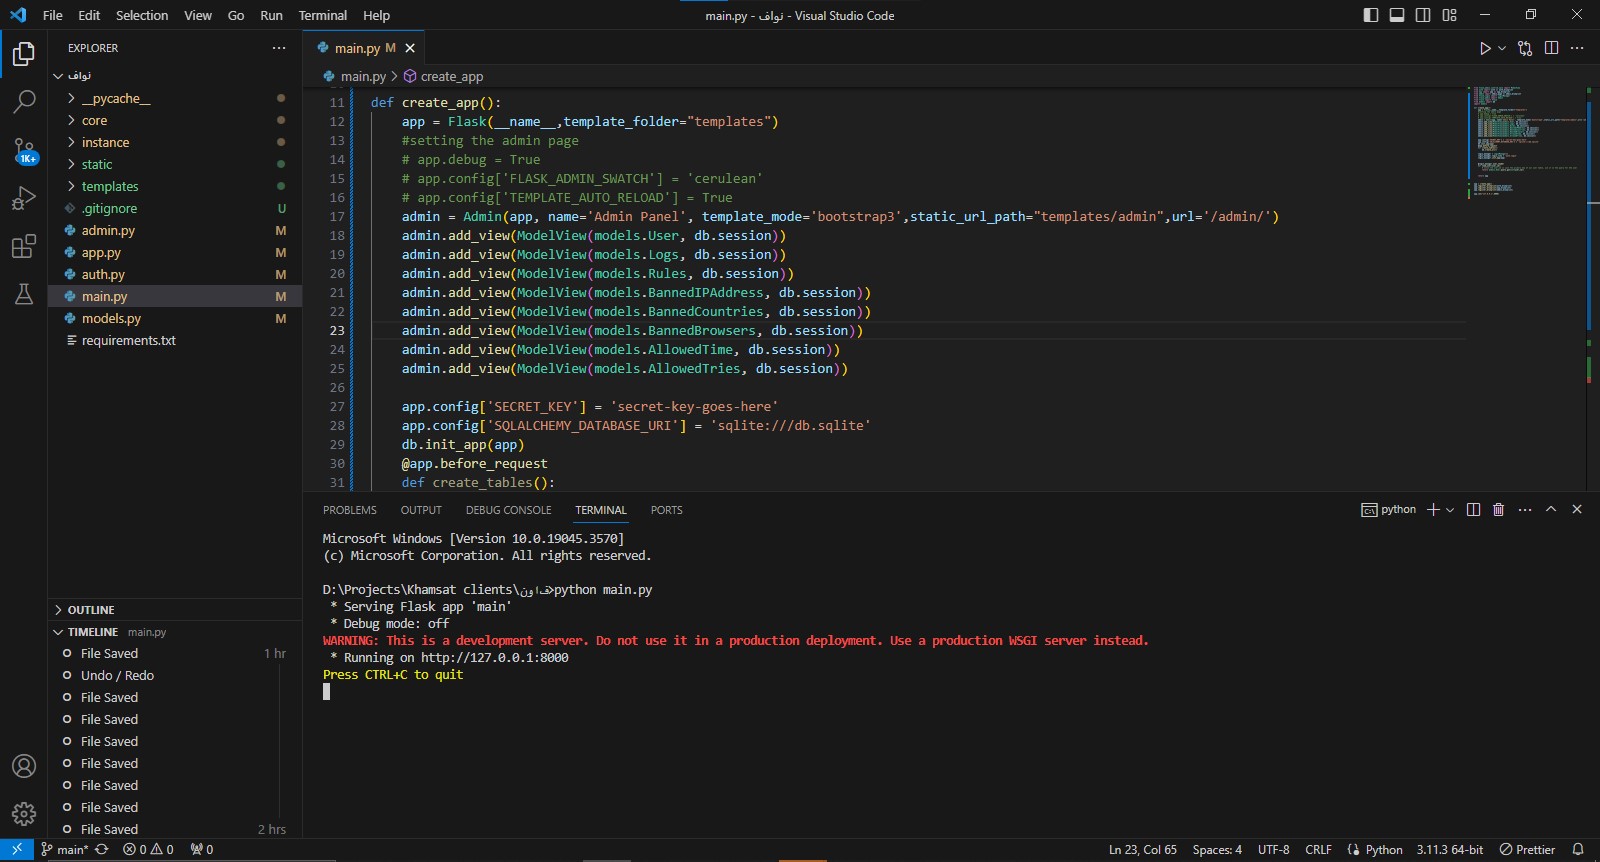 File Edit Selection View Go Run Terminal Help
main.py - نواف - Visual Studio Code
EXPLORER
نواف
__pycache__
core
instance
static
templates
.gitignore U
admin.py M
app.py M
auth.py M
main.py M
models.py M
requirements.txt
1K+
OUTLINE
TIMELINE main.py
File Saved 1 hr
Undo / Redo
File Saved
File Saved
File Saved
File Saved
File Saved
File Saved
File Saved 2 hrs
main.py M
main.py > create_app
11 def create_app():
12 app = Flask(__name__,template_folder="templates")
13 #setting the admin page
14 # app.debug = True
15 # app.config['FLASK_ADMIN_SWATCH'] = 'cerulean'
16 # app.config['TEMPLATE_AUTO_RELOAD'] = True
17 admin = Admin(app, name='Admin Panel', template_mode='bootstrap3',static_url_path="templates/admin",url='/admin/')
18 admin.add_view(ModelView(models.User, db.session))
19 admin.add_view(ModelView(models.Logs, db.session))
20 admin.add_view(ModelView(models.Rules, db.session))
21 admin.add_view(ModelView(models.BannedIPAddress, db.session))
22 admin.add_view(ModelView(models.BannedCountries, db.session))
23 admin.add_view(ModelView(models.BannedBrowsers, db.session))
24 admin.add_view(ModelView(models.AllowedTime, db.session))
25 admin.add_view(ModelView(models.AllowedTries, db.session))
26
27 app.config['SECRET_KEY'] = 'secret-key-goes-here'
28 app.config['SQLALCHEMY_DATABASE_URI'] = 'sqlite:///db.sqlite'
29 db.init_app(app)
30 @app.before_request
31 def create_tables():
PROBLEMS OUTPUT DEBUG CONSOLE TERMINAL PORTS
python
Microsoft Windows [Version 10.0.19045.3570]
(c) Microsoft Corporation. All rights reserved.
D:\Projects\Khamsat clients\نواف>python main.py
* Serving Flask app 'main'
* Debug mode: off
WARNING: This is a development server. Do not use it in a production deployment. Use a production WSGI server instead.
* Running on http://127.0.0.1:8000
Press CTRL+C to quit
main* 0 0 0
Ln 23, Col 65 Spaces: 4 UTF-8 CRLF Python 3.11.3 64-bit Prettier